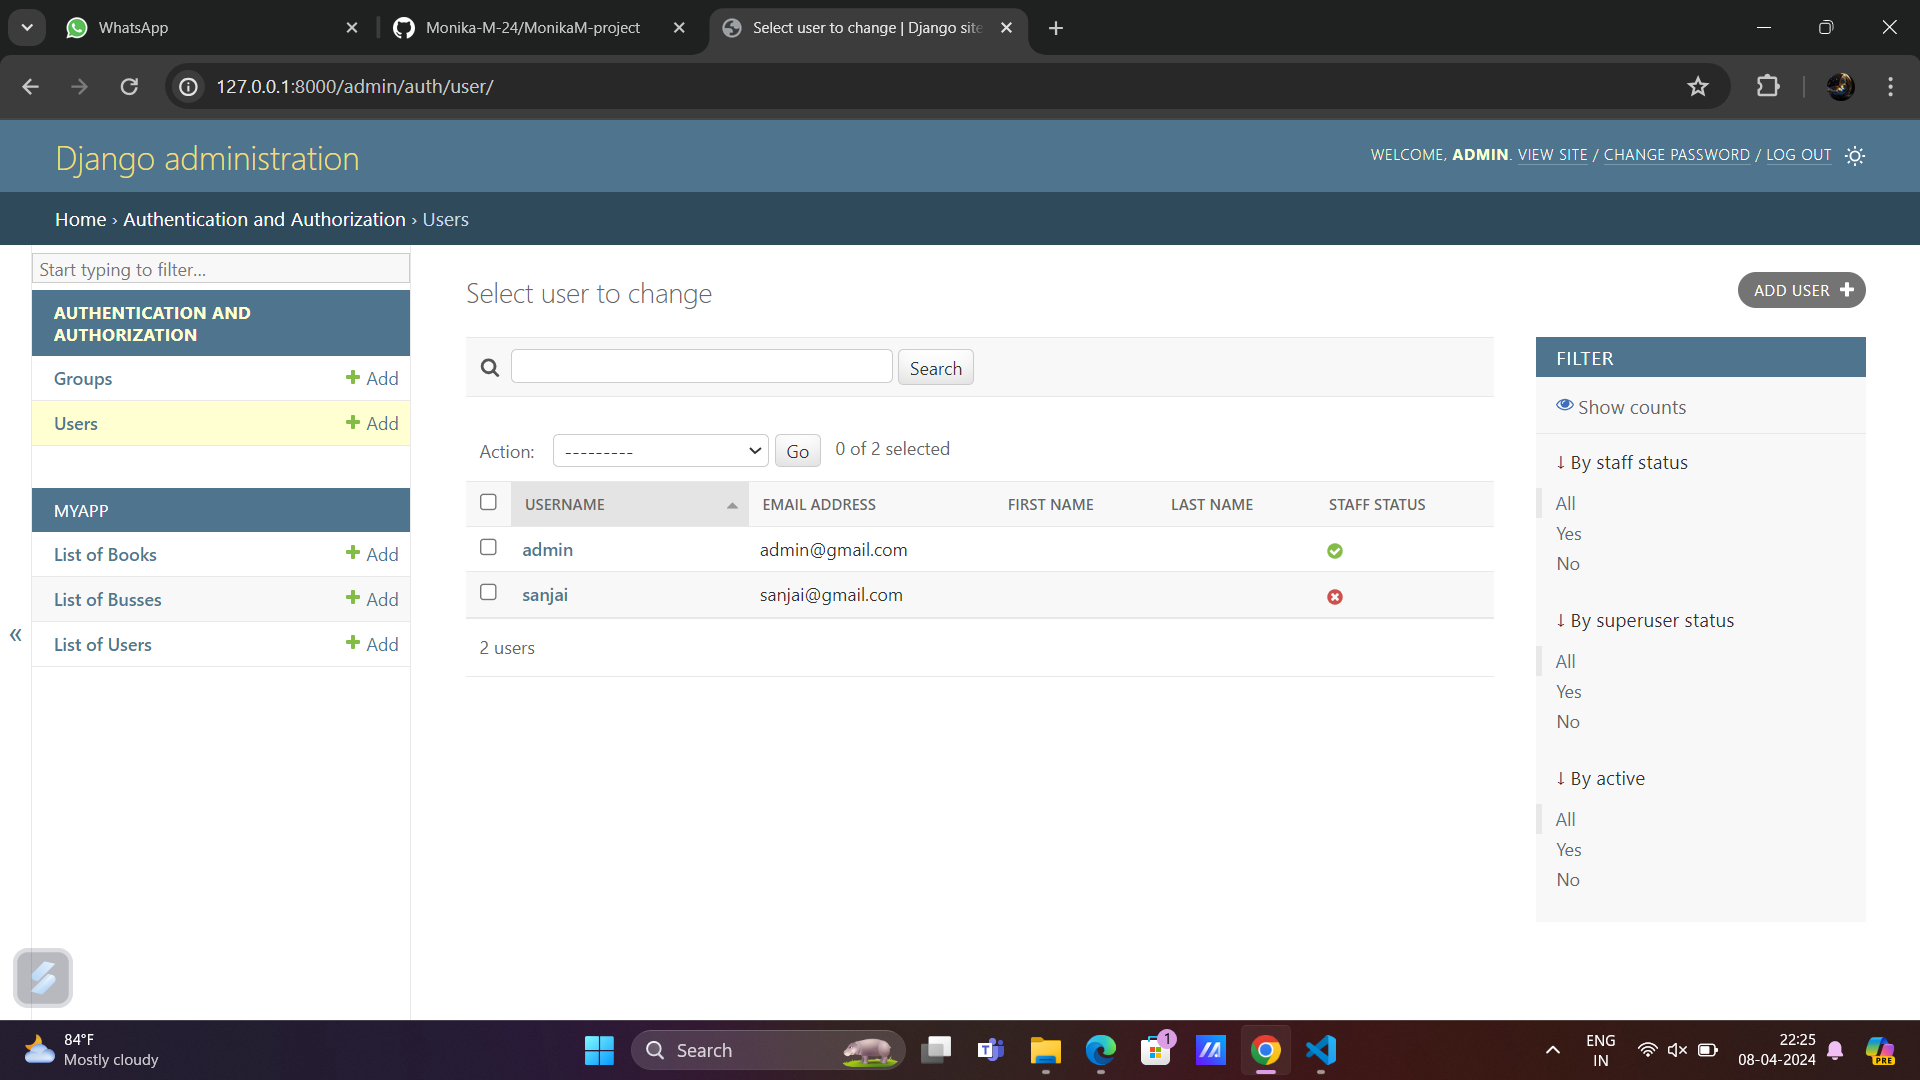 WhatsApp
Monika-M-24/MonikaM-project
Select user to change | Django site
127.0.0.1:8000/admin/auth/user/
Django administration
WELCOME, ADMIN. VIEW SITE / CHANGE PASSWORD / LOG OUT
Home › Authentication and Authorization › Users
Start typing to filter...
AUTHENTICATION AND
AUTHORIZATION
Groups
Add
Users
Add
MYAPP
List of Books
Add
List of Busses
Add
List of Users
Add
«
Select user to change
ADD USER
Search
Action:
---------
Go
0 of 2 selected
USERNAME EMAIL ADDRESS FIRST NAME LAST NAME STAFF STATUS
admin admin@gmail.com
sanjai sanjai@gmail.com
2 users
FILTER
Show counts
↓ By staff status
All
Yes
No
↓ By superuser status
All
Yes
No
↓ By active
All
Yes
No
84°F
Mostly cloudy
Search
1
ENG
IN
22:25
08-04-2024
PRE